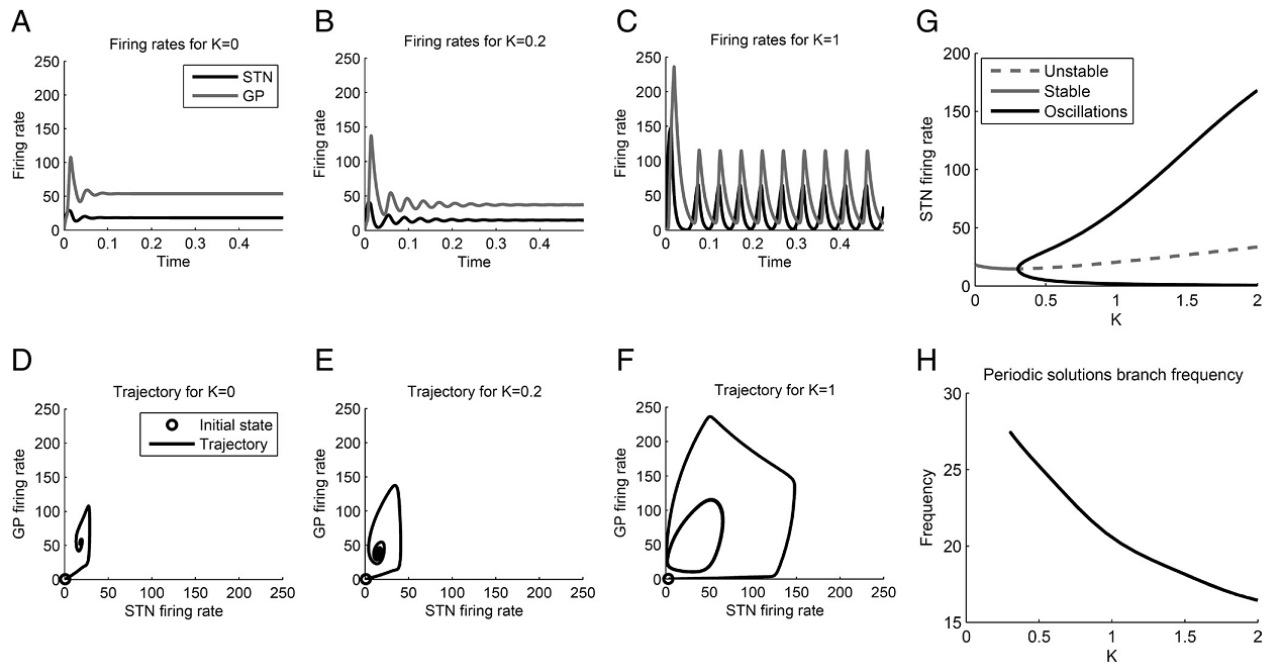 A
Firing rates for K=0
250
200
150
100
50
0
Firing rate
0 0.1 0.2 0.3 0.4
Time
STN
GP
B
Firing rates for K=0.2
250
200
150
100
50
0
Firing rate
0 0.1 0.2 0.3 0.4
Time
C
Firing rates for K=1
250
200
150
100
50
0
Firing rate
0 0.1 0.2 0.3 0.4
Time
G
200
150
100
50
0
STN firing rate
Unstable
Stable
Oscillations
0 0.5 1 1.5 2
K
D
Trajectory for K=0
250
200
150
100
50
0
GP firing rate
Initial state
Trajectory
0 50 100 150 200 250
STN firing rate
E
Trajectory for K=0.2
250
200
150
100
50
0
GP firing rate
0 50 100 150 200 250
STN firing rate
F
Trajectory for K=1
250
200
150
100
50
0
GP firing rate
0 50 100 150 200 250
STN firing rate
H
Periodic solutions branch frequency
30
25
20
15
Frequency
0 0.5 1 1.5 2
K